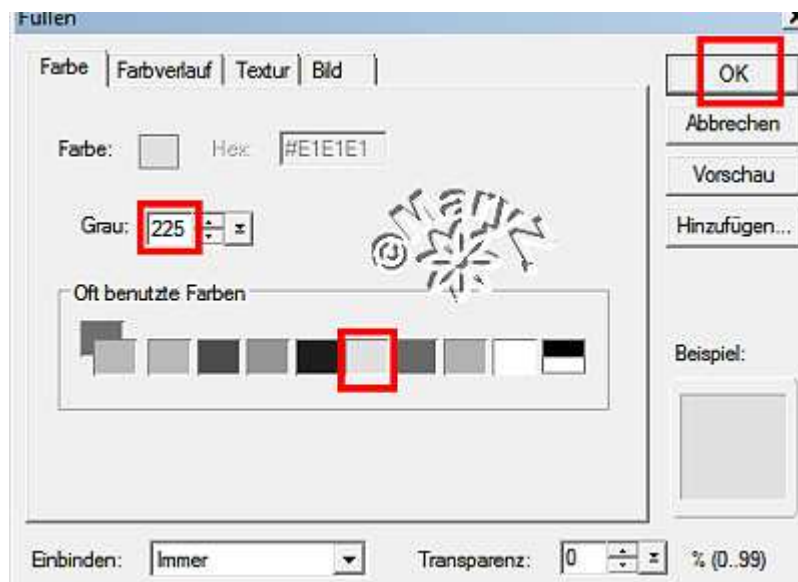 Füllen
Farbe Farbverlauf Textur Bild
OK
Abbrechen
Vorschau
Hinzufügen...
Farbe: Hex: #E1E1E1
Grau: 225
Oft benutzte Farben
Beispiel:
Einbinden: Immer Transparenz: 0 % (0..99)